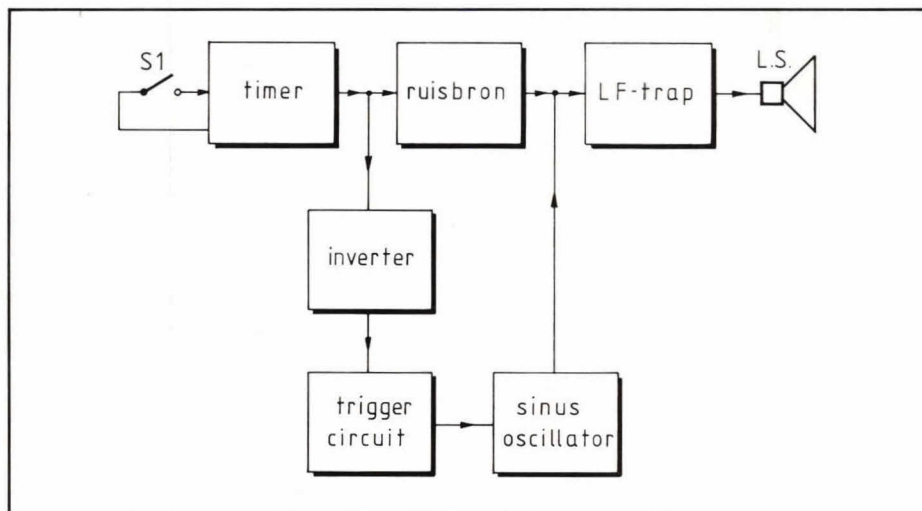 S1
timer
ruisbron
LF-trap
L.S.
inverter
trigger
circuit
sinus
oscillator